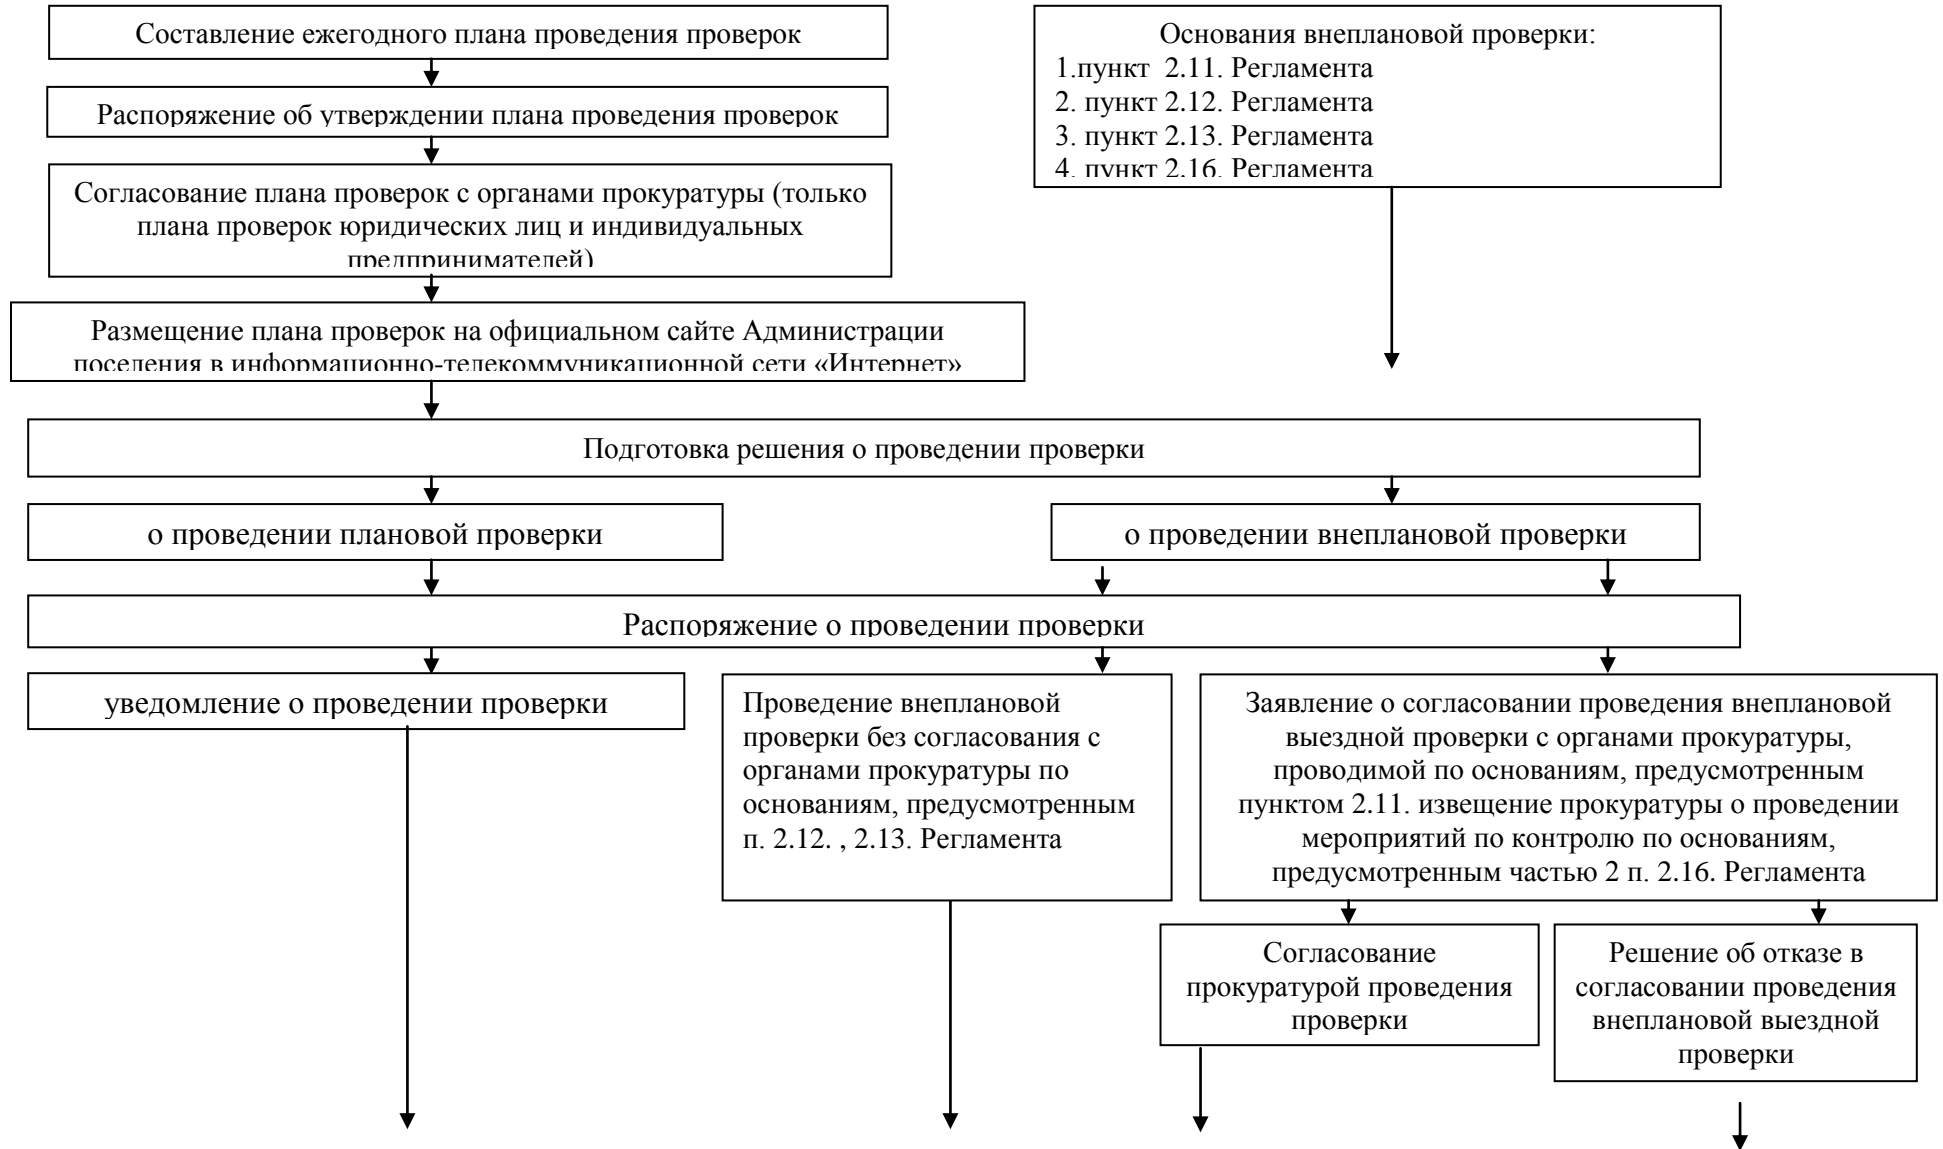 Составление ежегодного плана проведения проверок
Распоряжение об утверждении плана проведения проверок
Согласование плана проверок с органами прокуратуры (только
плана проверок юридических лиц и индивидуальных
предпринимателей)
Размещение плана проверок на официальном сайте Администрации
поселения в информационно-телекоммуникационной сети «Интернет»
Основания внеплановой проверки:
1.пункт 2.11. Регламента
2. пункт 2.12. Регламента
3. пункт 2.13. Регламента
4. пункт 2.16. Регламента
Подготовка решения о проведении проверки
о проведении плановой проверки
о проведении внеплановой проверки
Распоряжение о проведении проверки
уведомление о проведении проверки
Проведение внеплановой
проверки без согласования с
органами прокуратуры по
основаниям, предусмотренным
п. 2.12. , 2.13. Регламента
Заявление о согласовании проведения внеплановой
выездной проверки с органами прокуратуры,
проводимой по основаниям, предусмотренным
пунктом 2.11. извещение прокуратуры о проведении
мероприятий по контролю по основаниям,
предусмотренным частью 2 п. 2.16. Регламента
Согласование
прокуратурой проведения
проверки
Решение об отказе в
согласовании проведения
внеплановой выездной
проверки